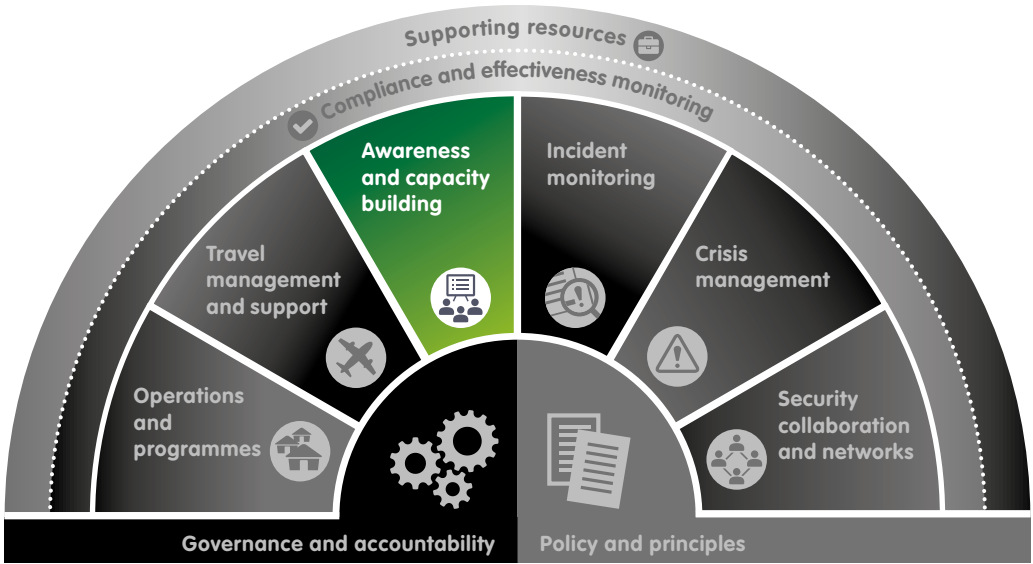 Supporting resources
Compliance and effectiveness monitoring
Operations
and
programmes
Travel
management
and support
Awareness
and capacity
building
Incident
monitoring
Crisis
management
Security
collaboration
and networks
Governance and accountability
Policy and principles